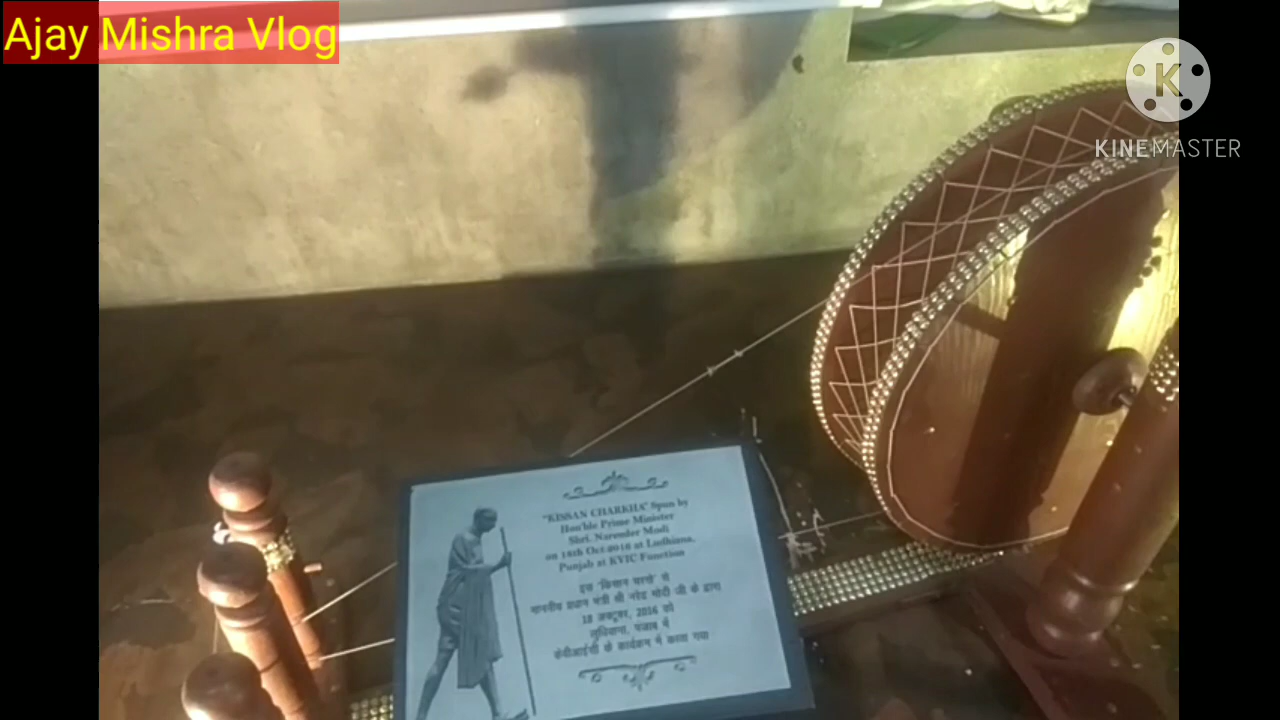 Ajay Mishra Vlog
K
KINEMASTER
"KISSAN CHARKHA" Spun by
Hon'ble Prime Minister
Shri. Narender Modi
on 18th Oct.2016 at Ludhiana,
Punjab at KVIC Function
इस 'किसान चरखे' से
माननीय प्रधान मंत्री श्री नरेंद्र मोदी जी के द्वारा
18 अक्टूबर, 2016 को
लुधियाना, पंजाब में
केवीआईसी के कार्यक्रम में काता गया